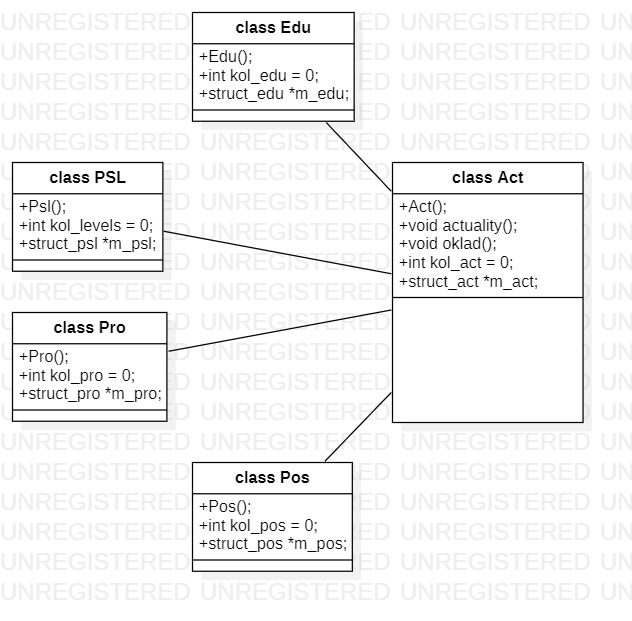 class Edu
+Edu();
+int kol_edu = 0;
+struct_edu *m_edu;
class PSL
+Psl();
+int kol_levels = 0;
+struct_psl *m_psl;
class Act
+Act();
+void actuality();
+void oklad();
+int kol_act = 0;
+struct_act *m_act;
class Pro
+Pro();
+int kol_pro = 0;
+struct_pro *m_pro;
class Pos
+Pos();
+int kol_pos = 0;
+struct_pos *m_pos;
UNREGISTERED